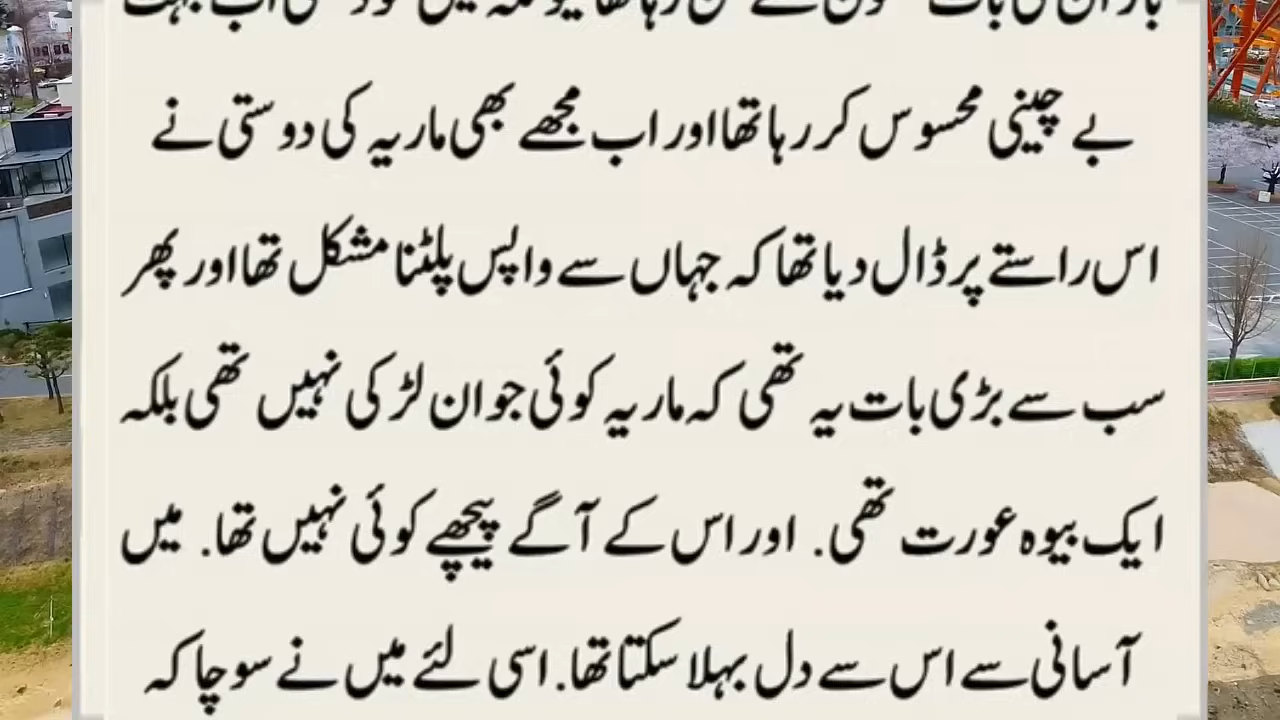 بے چینی محسوس کر رہا تھا اور اب مجھے بھی ماریہ کی دوستی نے
اس راستے پر ڈال دیا تھا کہ جہاں سے واپس پلٹنا مشکل تھا اور پھر
سب سے بڑی بات یہ تھی کہ ماریہ کوئی جوان لڑکی نہیں تھی بلکہ
ایک بیوہ عورت تھی. اور اس کے آگے پیچھے کوئی نہیں تھا. میں
آسانی سے اس سے دل بہلا سکتا تھا. اسی لئے میں نے سوچا کہ